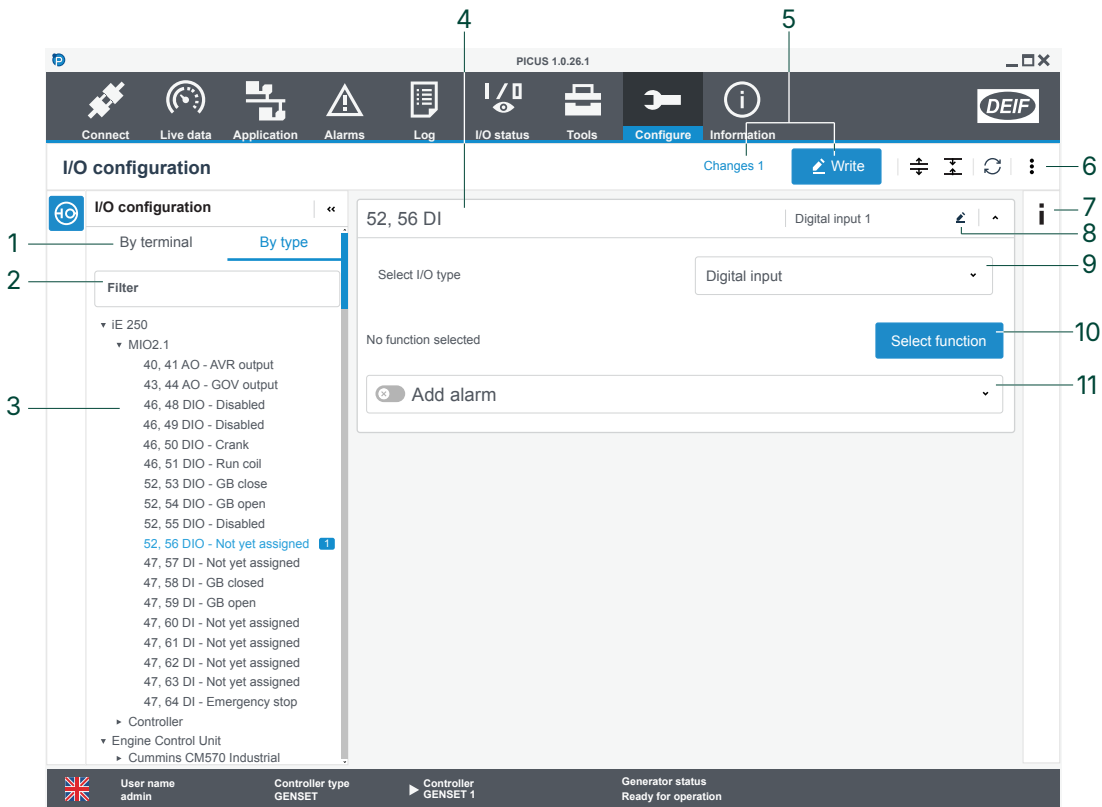 4
5
PICUS 1.0.26.1
Connect
Live data
Application
Alarms
Log
I/O status
Tools
Configure
Information
DEIF
I/O configuration
Changes 1
Write
6
I/O configuration
«
52, 56 DI
Digital input 1
i
7
8
1
By terminal
By type
2
Filter
Select I/O type
Digital input
9
No function selected
Select function
10
Add alarm
11
3
iE 250
MIO2.1
40, 41 AO - AVR output
43, 44 AO - GOV output
46, 48 DIO - Disabled
46, 49 DIO - Disabled
46, 50 DIO - Crank
46, 51 DIO - Run coil
52, 53 DIO - GB close
52, 54 DIO - GB open
52, 55 DIO - Disabled
52, 56 DIO - Not yet assigned 1
47, 57 DI - Not yet assigned
47, 58 DI - GB closed
47, 59 DI - GB open
47, 60 DI - Not yet assigned
47, 61 DI - Not yet assigned
47, 62 DI - Not yet assigned
47, 63 DI - Not yet assigned
47, 64 DI - Emergency stop
Controller
Engine Control Unit
Cummins CM570 Industrial
User name
admin
Controller type
GENSET
Controller
GENSET 1
Generator status
Ready for operation